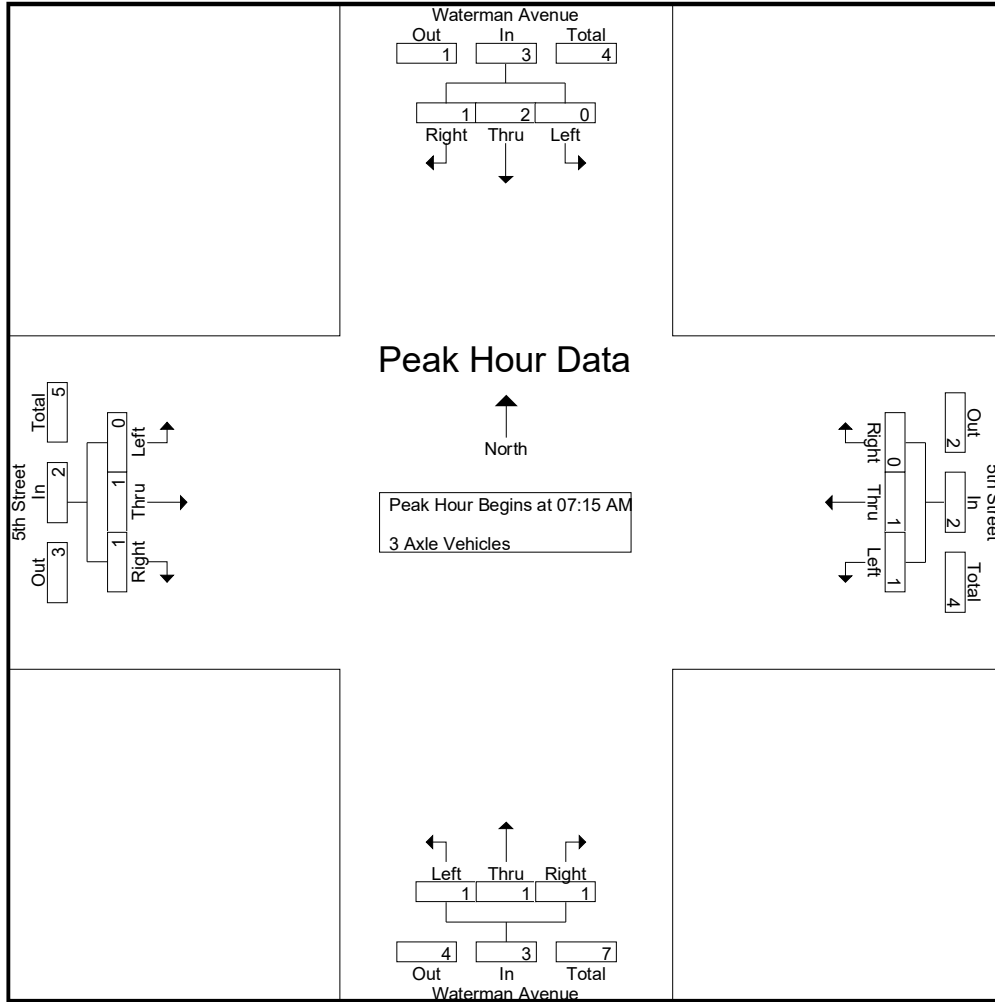 Waterman Avenue
Out In Total
1 3 4
1 2 0
Right Thru Left
Peak Hour Data
North
Peak Hour Begins at 07:15 AM
3 Axle Vehicles
5th Street
Out In Total
3 2 5
Left Thru Right
0 1 1
5th Street
Out In Total
2 2 4
Right Thru Left
0 1 1
Left Thru Right
1 1 1
4 3 7
Out In Total
Waterman Avenue